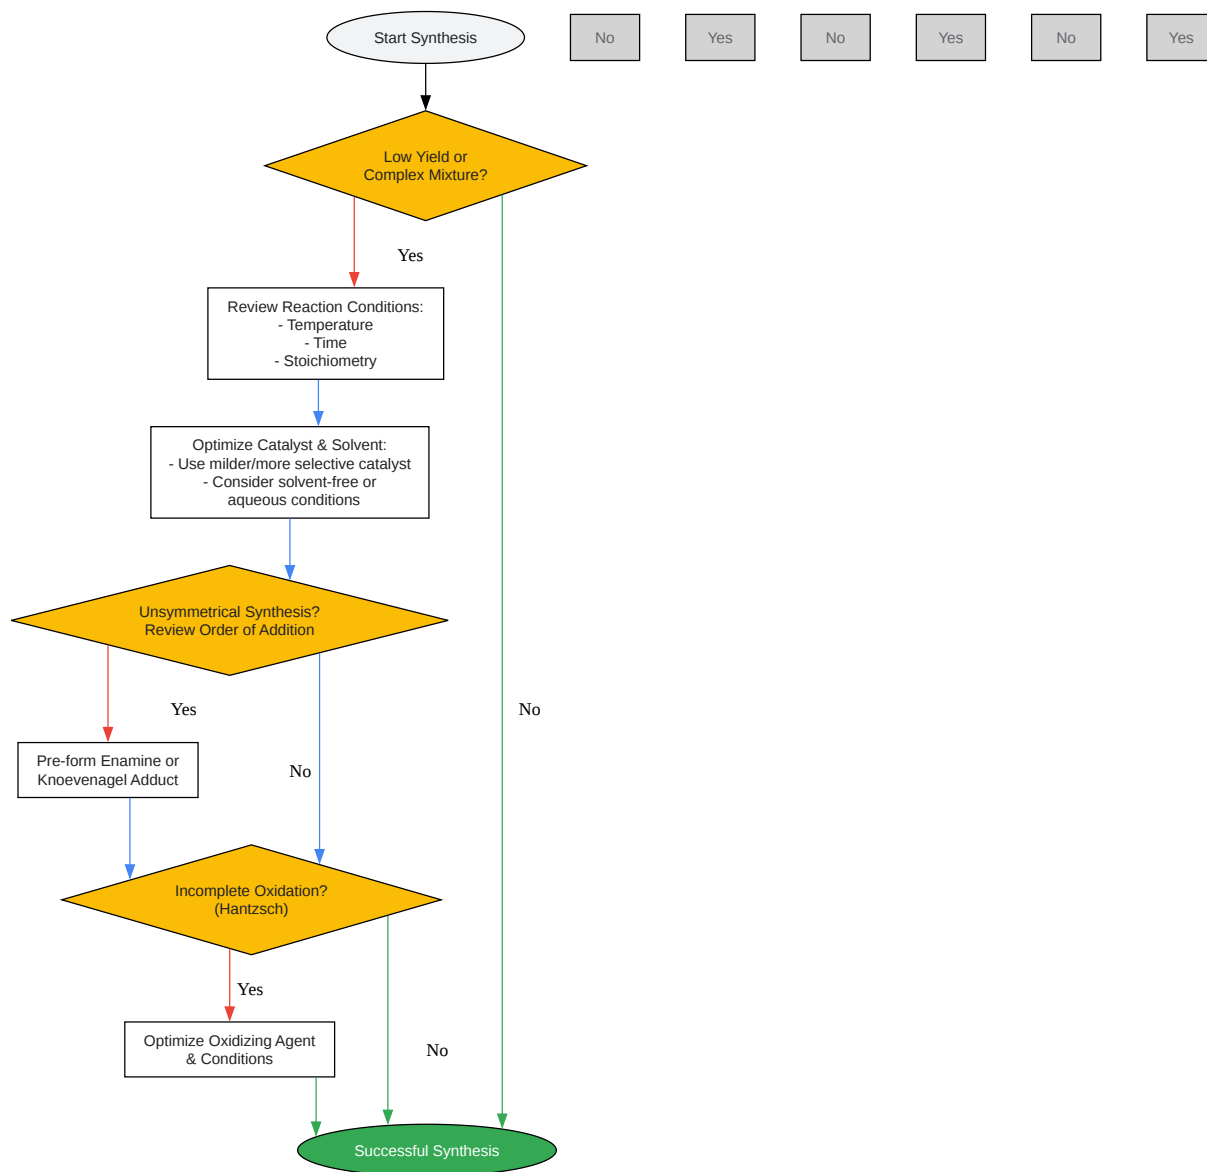 Start Synthesis
No
Yes
No
Yes
No
Yes
Low Yield or
Complex Mixture?
Yes
Review Reaction Conditions:
- Temperature
- Time
- Stoichiometry
Optimize Catalyst & Solvent:
- Use milder/more selective catalyst
- Consider solvent-free or
aqueous conditions
Unsymmetrical Synthesis?
Review Order of Addition
Yes
No
Pre-form Enamine or
Knoevenagel Adduct
No
Incomplete Oxidation?
(Hantzsch)
Yes
Optimize Oxidizing Agent
& Conditions
No
Successful Synthesis